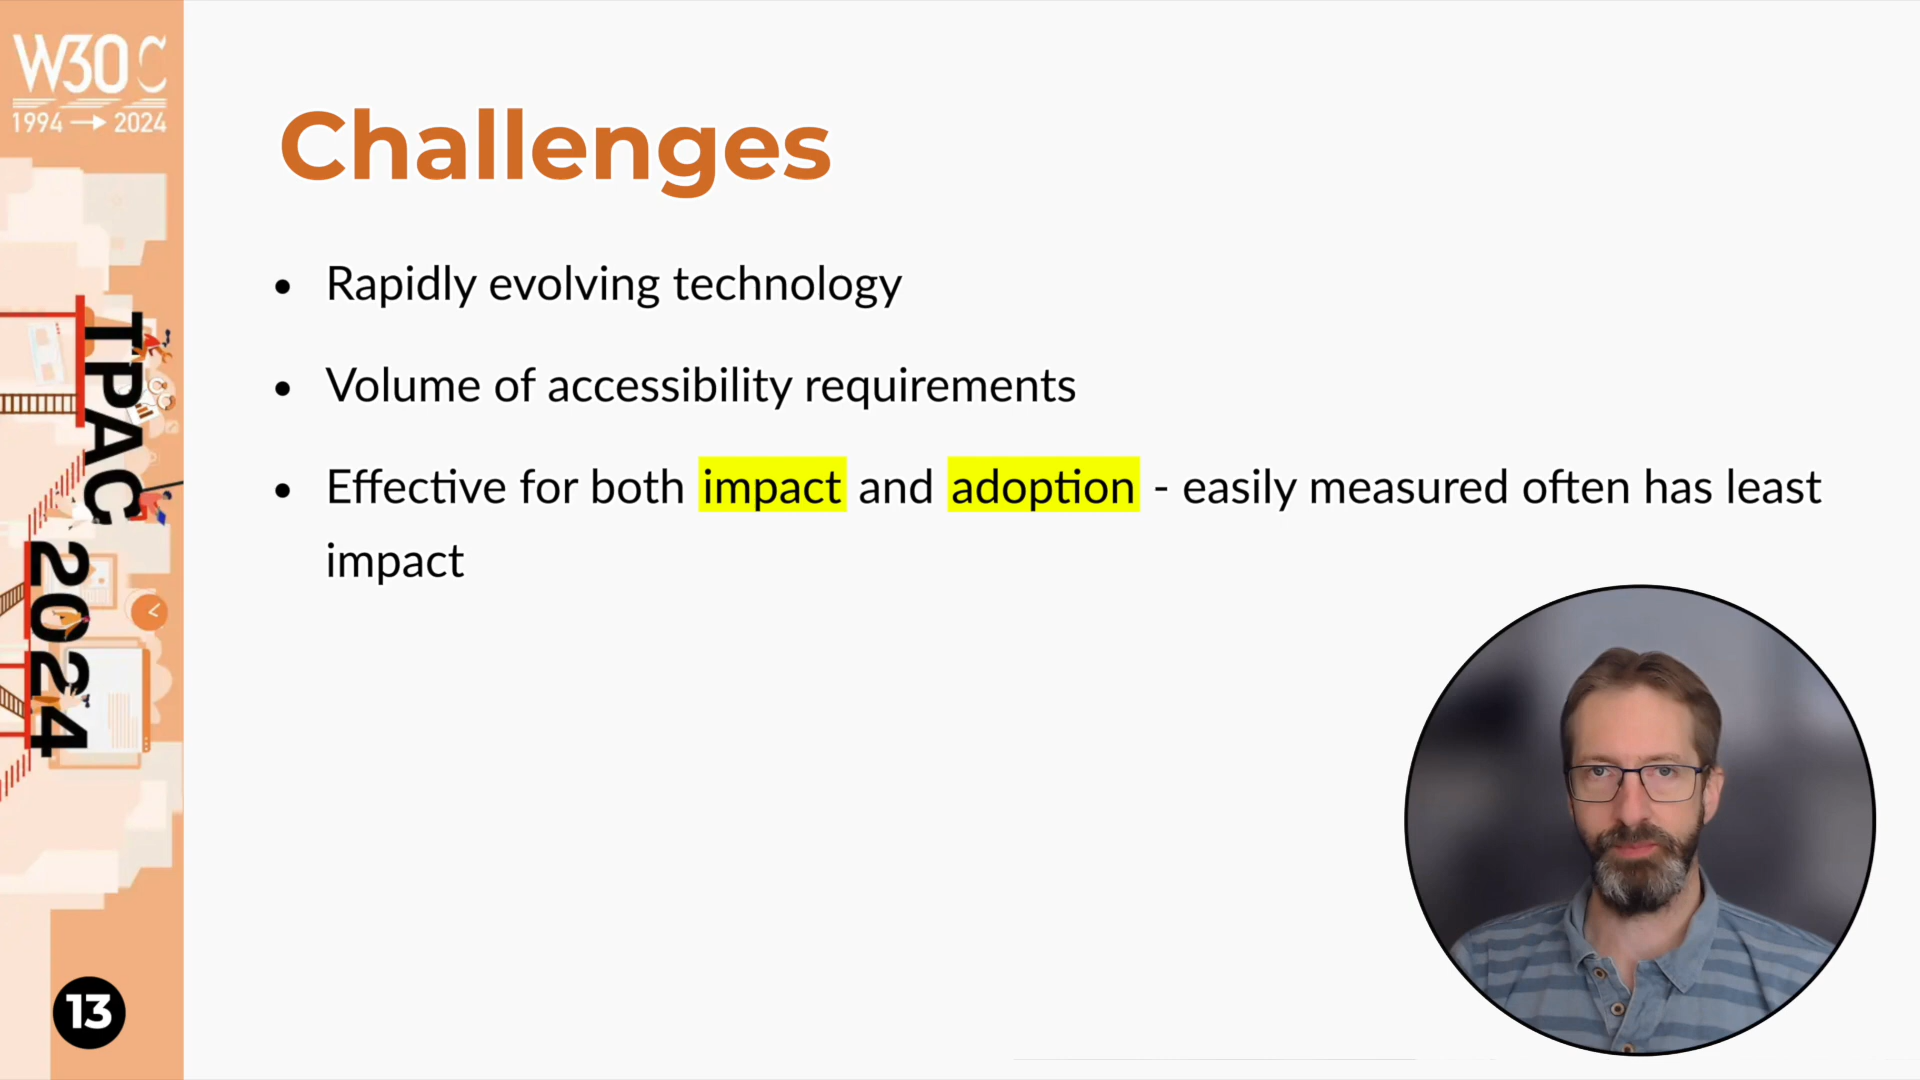 W30C
1994 → 2024
TPAC 2024
13
Challenges
• Rapidly evolving technology
• Volume of accessibility requirements
• Effective for both impact and adoption - easily measured often has least
impact